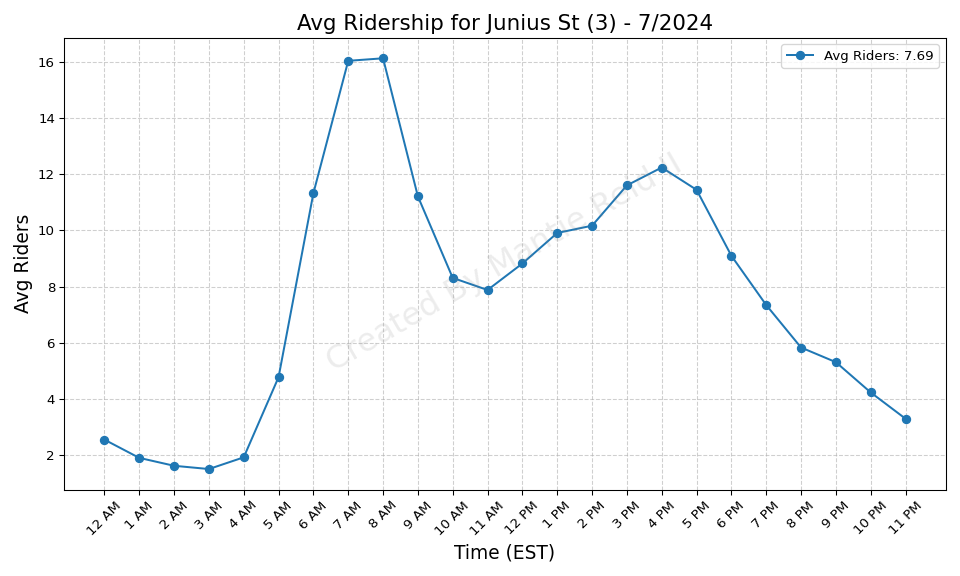 Avg Ridership for Junius St (3) - 7/2024
Avg Riders: 7.69
Avg Riders
16
14
12
10
8
6
4
2
Created By Mantie Reid II
12 AM
1 AM
2 AM
3 AM
4 AM
5 AM
6 AM
7 AM
8 AM
9 AM
10 AM
11 AM
12 PM
1 PM
2 PM
3 PM
4 PM
5 PM
6 PM
7 PM
8 PM
9 PM
10 PM
11 PM
Time (EST)